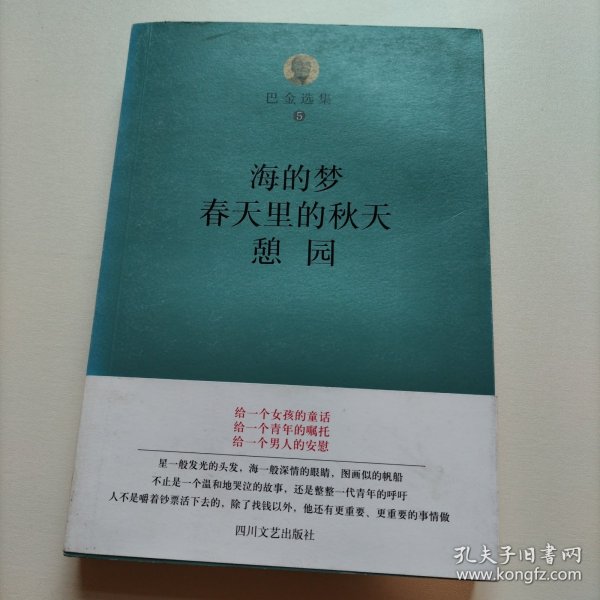 巴金选集
5
海的梦
春天里的秋天
憩园
给一个女孩的童话
给一个青年的嘱托
给一个男人的安慰
星一般发光的头发，海一般深情的眼睛，图画似的帆船
不止是一个温和地哭泣的故事，还是整整一代青年的呼吁
人不是嚼着钞票活下去的，除了找钱以外，他还有更重要、更重要的事情做
四川文艺出版社
孔夫子旧书网
www.kongfz.com